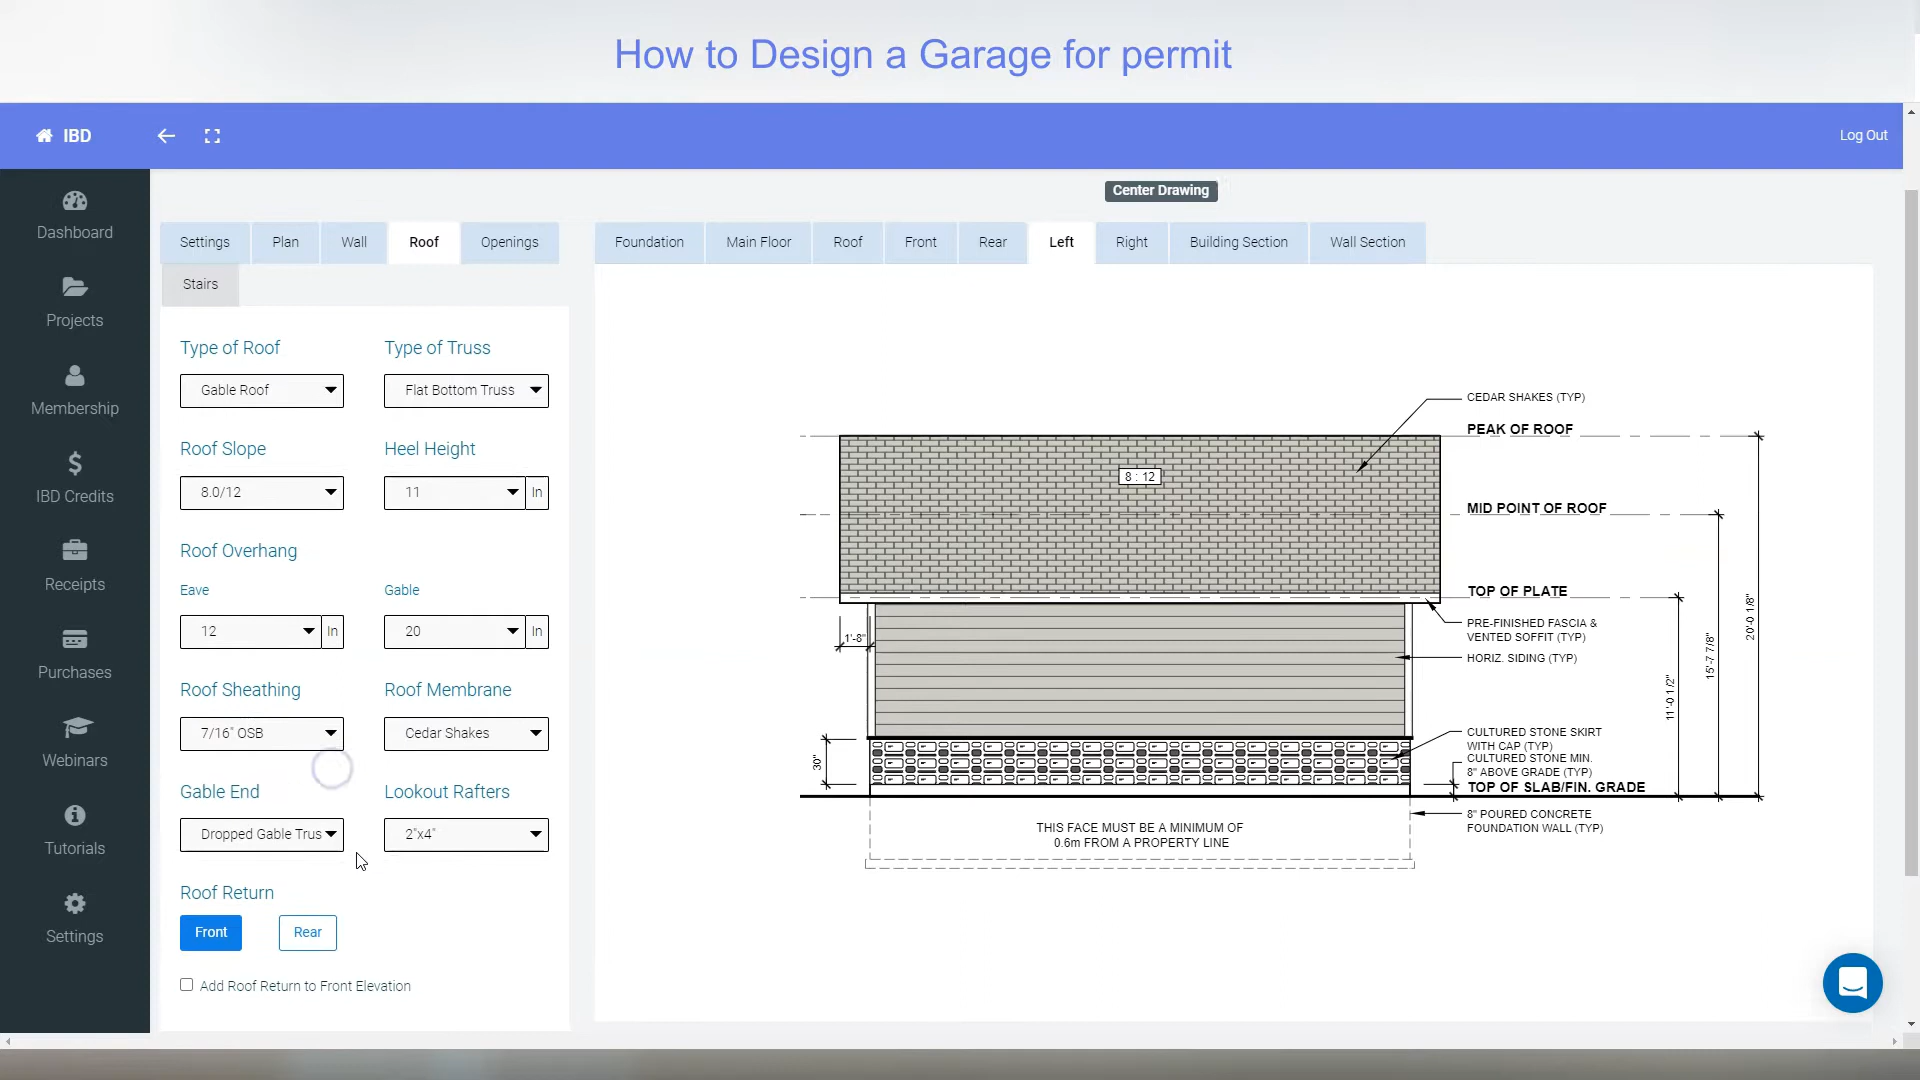 How to Design a Garage for permit
IBD
Log Out
Center Drawing
Dashboard
Projects
Membership
IBD Credits
Receipts
Purchases
Webinars
Tutorials
Settings
Settings Plan Wall Roof Openings
Stairs
Type of Roof Type of Truss
Gable Roof Flat Bottom Truss
Roof Slope Heel Height
8.0/12 11 In
Roof Overhang
Eave Gable
12 In 20 In
Roof Sheathing Roof Membrane
7/16" OSB Cedar Shakes
Gable End Lookout Rafters
Dropped Gable Trus 2"x4"
Roof Return
Front Rear
Add Roof Return to Front Elevation
Foundation Main Floor Roof Front Rear Left Right Building Section Wall Section
CEDAR SHAKES (TYP)
PEAK OF ROOF
8 : 12
MID POINT OF ROOF
TOP OF PLATE
PRE-FINISHED FASCIA &
VENTED SOFFIT (TYP)
1'-8"
HORIZ. SIDING (TYP)
20'-0 1/8"
15'-7 7/8"
11'-0 1/2"
30"
CULTURED STONE SKIRT
WITH CAP (TYP)
CULTURED STONE MIN.
8" ABOVE GRADE (TYP)
TOP OF SLAB/FIN. GRADE
8" POURED CONCRETE
FOUNDATION WALL (TYP)
THIS FACE MUST BE A MINIMUM OF
0.6m FROM A PROPERTY LINE